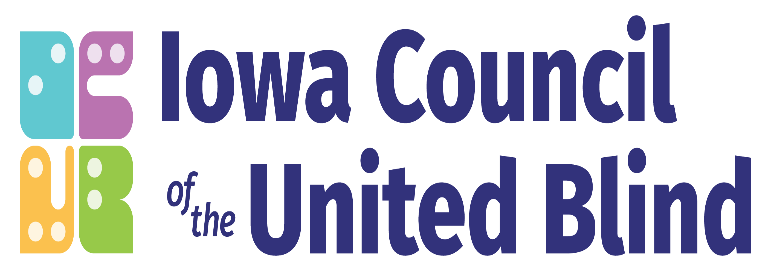 Iowa Council
of the United Blind